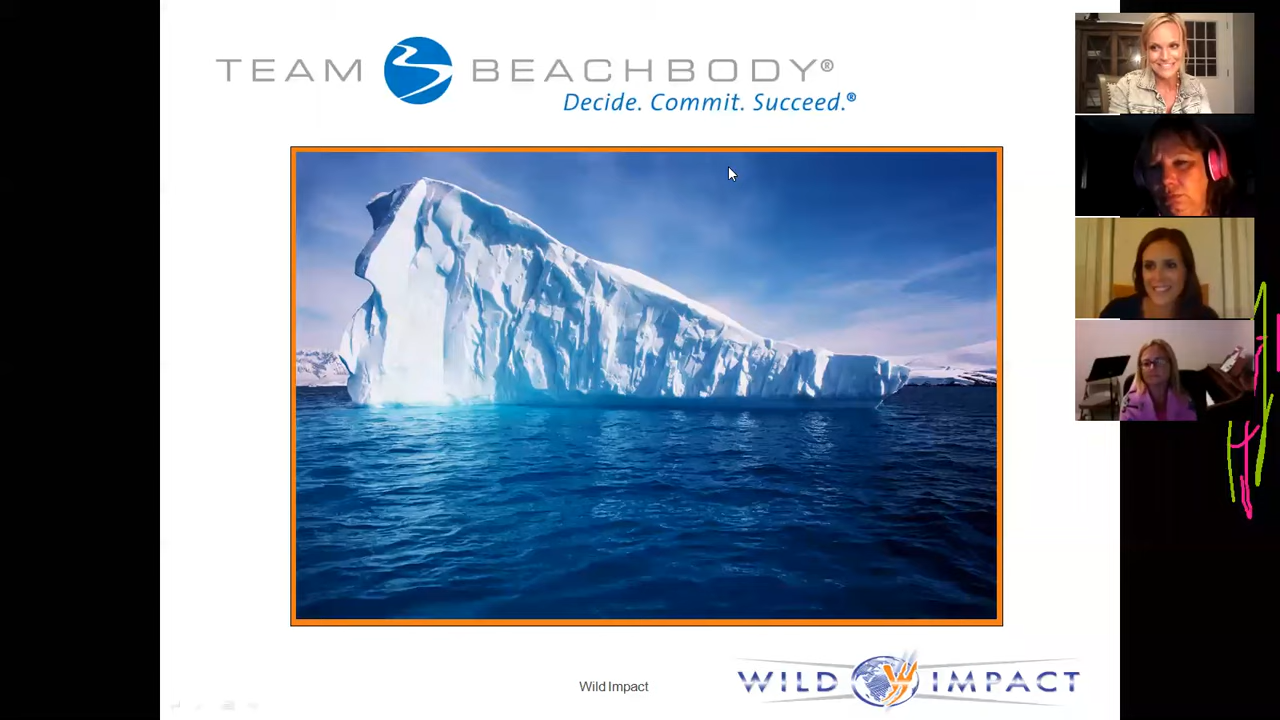 TEAM BEACHBODY®
Decide. Commit. Succeed.®
Wild Impact
WILD IMPACT